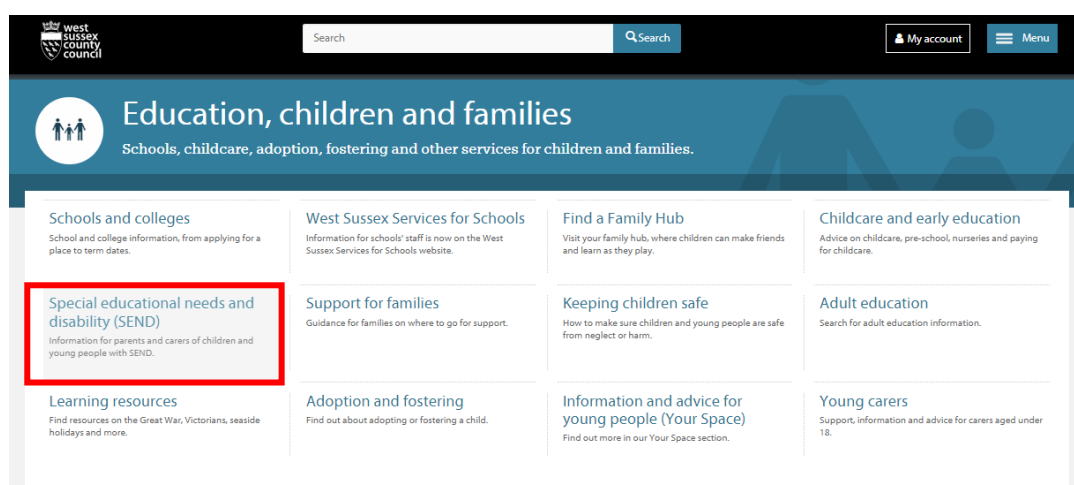 west
sussex
county
council
Search
Search
My account
Menu
Education, children and families
Schools, childcare, adoption, fostering and other services for children and families.
Schools and colleges
School and college information, from applying for a
place to term dates.
West Sussex Services for Schools
Information for schools' staff is now on the West
Sussex Services for Schools website.
Find a Family Hub
Visit your family hub, where children can make friends
and learn as they play.
Childcare and early education
Advice on childcare, pre-school, nurseries and paying
for childcare.
Special educational needs and
disability (SEND)
Information for parents and carers of children and
young people with SEND.
Support for families
Guidance for families on where to go for support.
Keeping children safe
How to make sure children and young people are safe
from neglect or harm.
Adult education
Search for adult education information.
Learning resources
Find resources on the Great War, Victorians, seaside
holidays and more.
Adoption and fostering
Find out about adopting or fostering a child.
Information and advice for
young people (Your Space)
Find out more in our Your Space section.
Young carers
Support, information and advice for carers aged under
18.